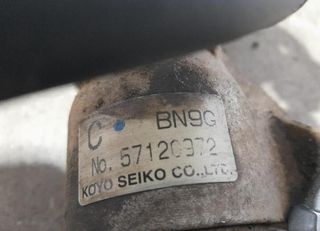 C BN9G
No. 57120972
KOYO SEIKO CO.,LTD.